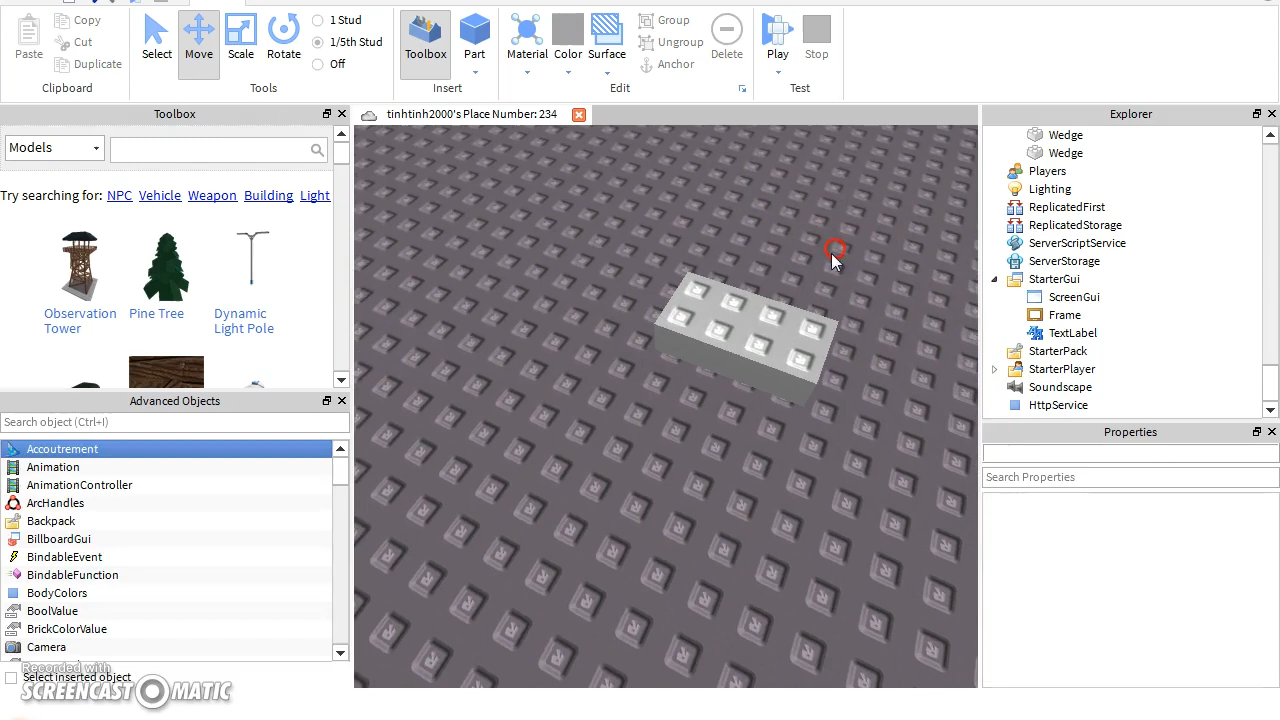 Paste
Copy
Cut
Duplicate
Clipboard
Select
Move
Scale
Rotate
1 Stud
1/5th Stud
Off
Tools
Toolbox
Part
Insert
Material
Color
Surface
Group
Ungroup
Anchor
Delete
Edit
Play
Stop
Test
Toolbox
Models
Try searching for: NPC Vehicle Weapon Building Light
Observation Tower
Pine Tree
Dynamic Light Pole
Advanced Objects
Search object (Ctrl+I)
Accoutrement
Animation
AnimationController
ArcHandles
Backpack
BillboardGui
BindableEvent
BindableFunction
BodyColors
BoolValue
BrickColorValue
Camera
Select inserted object
Recorded with
SCREENCAST-O-MATIC
tinhtinh2000's Place Number: 234
Explorer
Wedge
Wedge
Players
Lighting
ReplicatedFirst
ReplicatedStorage
ServerScriptService
ServerStorage
StarterGui
ScreenGui
Frame
TextLabel
StarterPack
StarterPlayer
Soundscape
HttpService
Properties
Search Properties